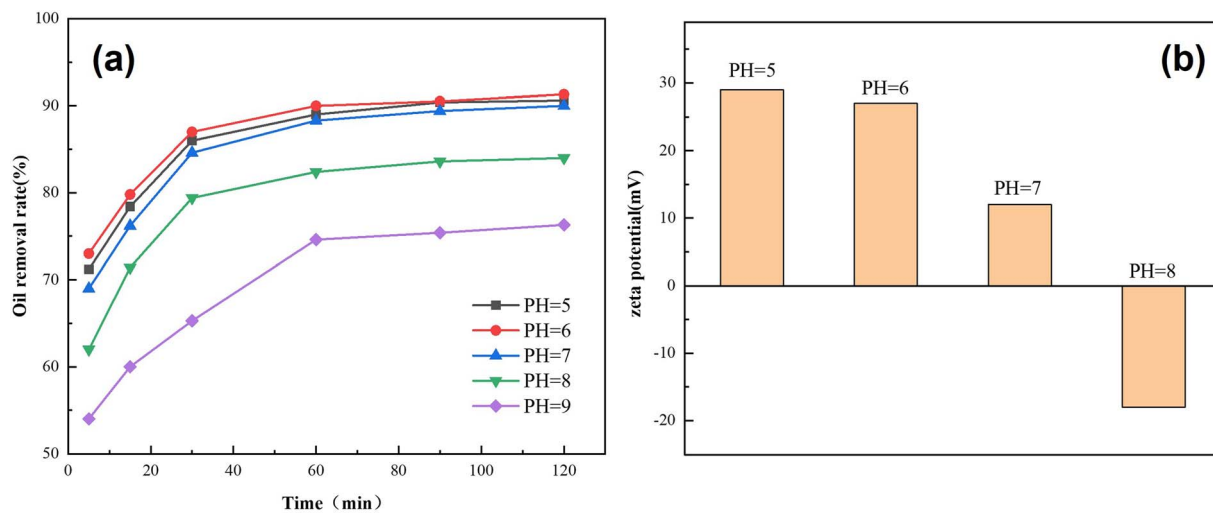 (a)
100
90
80
70
60
50
Oil removal rate(%)
PH=5
PH=6
PH=7
PH=8
PH=9
0
20
40
60
80
100
120
Time（min）
(b)
30
20
10
0
-10
-20
zeta potential(mV)
PH=5
PH=6
PH=7
PH=8